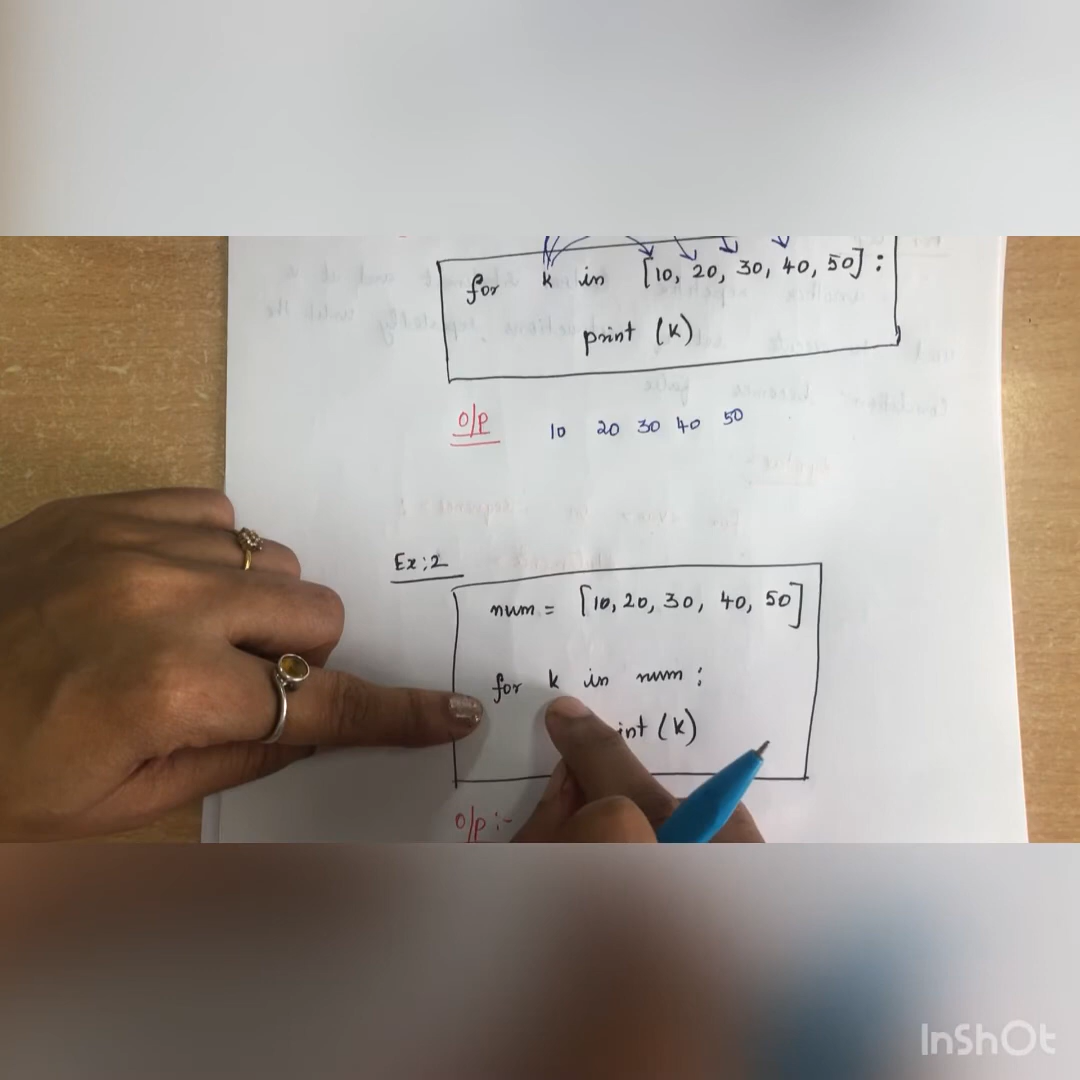 for k in [10, 20, 30, 40, 50] :
print (k)
O/P 10 20 30 40 50
Ex:2
num = [10, 20, 30, 40, 50]
for k in num :
int (k)
O/P :-
InShOt